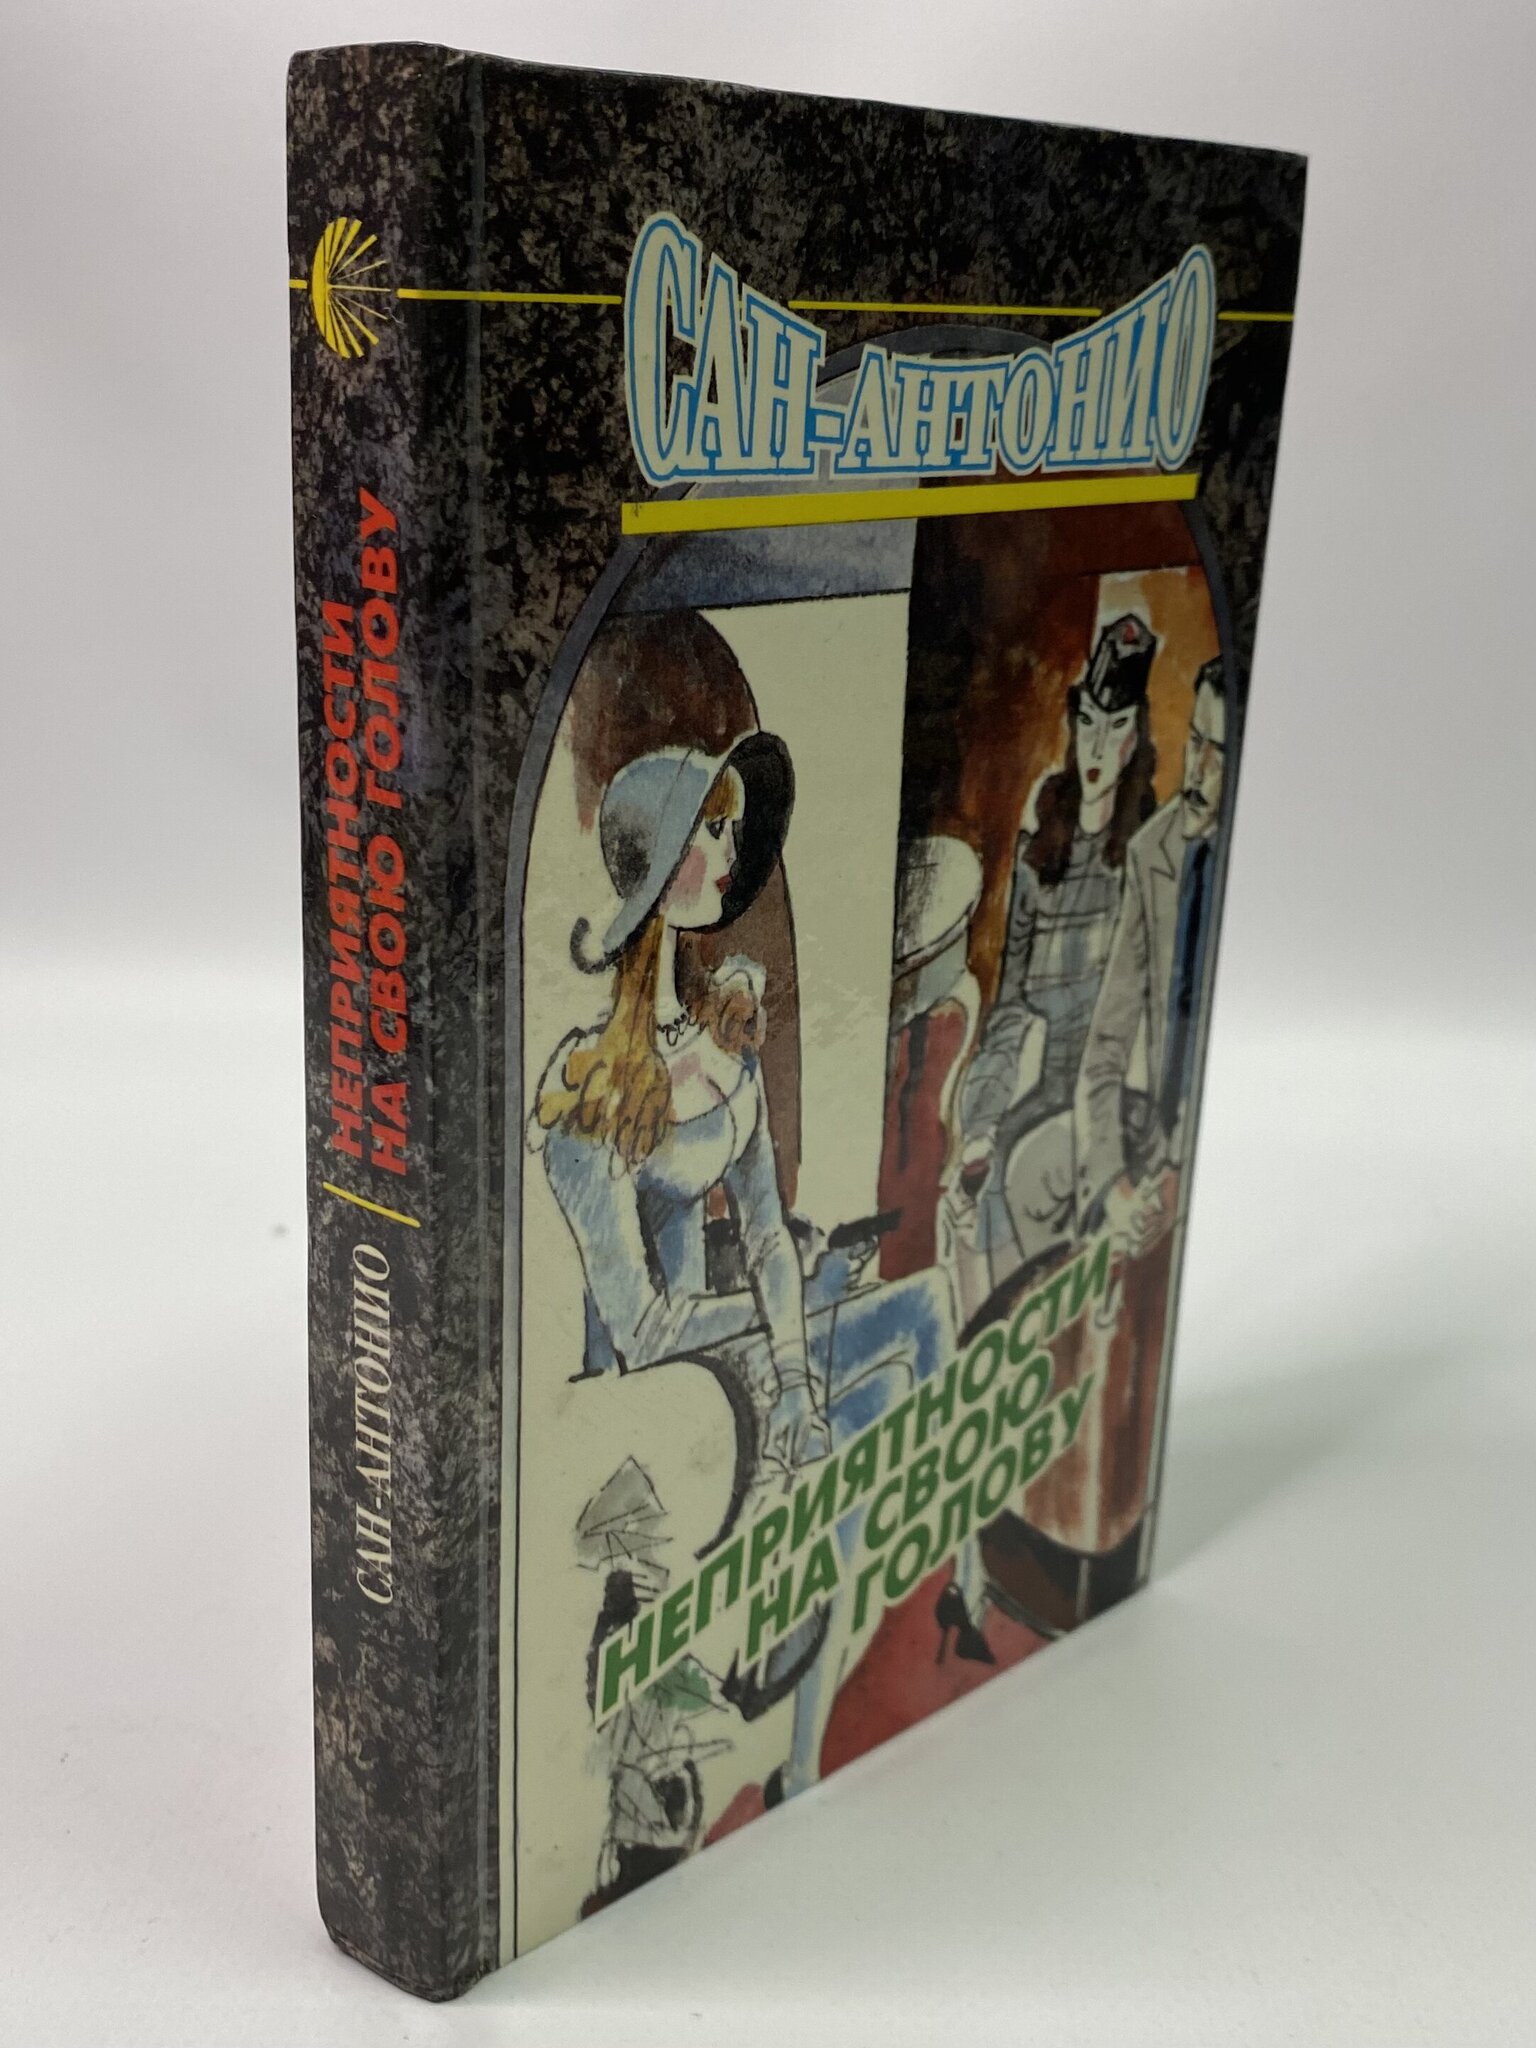 САН-АНТОНИО
НЕПРИЯТНОСТИ
НА СВОЮ ГОЛОВУ
САН-АНТОНИО
НЕПРИЯТНОСТИ
НА СВОЮ
ГОЛОВУ